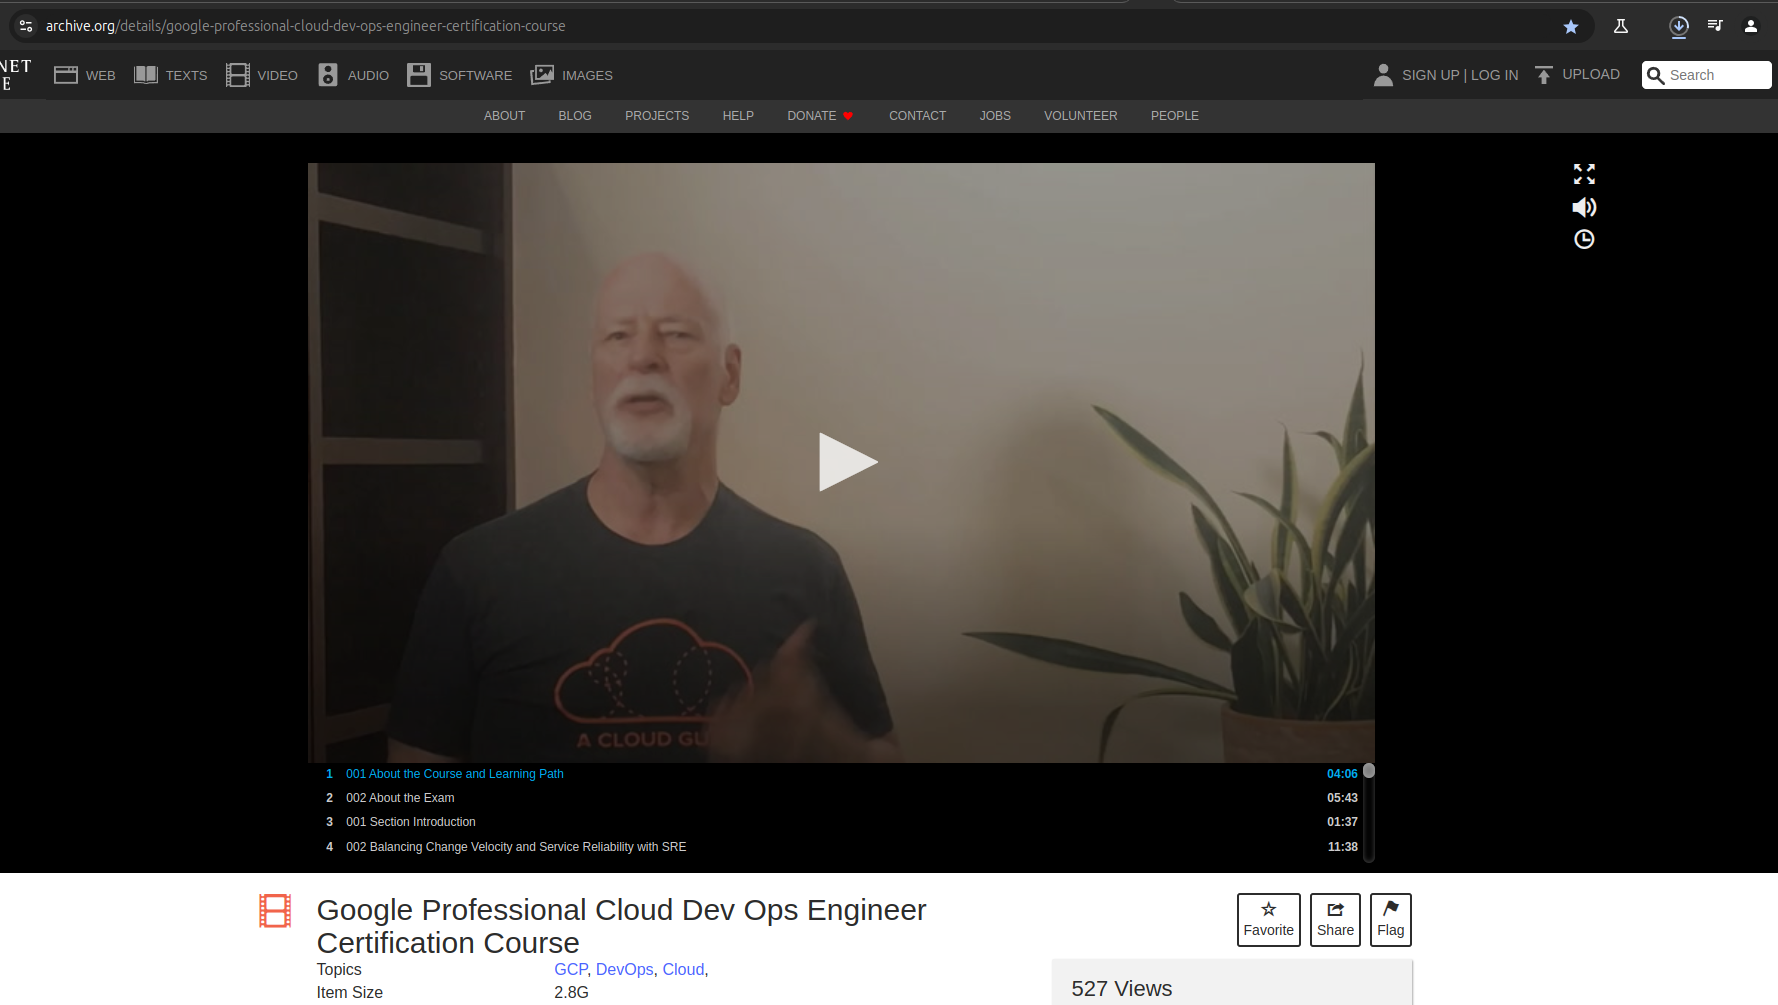 archive.org/details/google-professional-cloud-dev-ops-engineer-certification-course
NET
E
WEB
TEXTS
VIDEO
AUDIO
SOFTWARE
IMAGES
SIGN UP | LOG IN
UPLOAD
Search
ABOUT
BLOG
PROJECTS
HELP
DONATE
CONTACT
JOBS
VOLUNTEER
PEOPLE
A CLOUD GU
1 001 About the Course and Learning Path 04:06
2 002 About the Exam 05:43
3 001 Section Introduction 01:37
4 002 Balancing Change Velocity and Service Reliability with SRE 11:38
Google Professional Cloud Dev Ops Engineer
Certification Course
Favorite
Share
Flag
Topics GCP, DevOps, Cloud,
Item Size 2.8G
527 Views